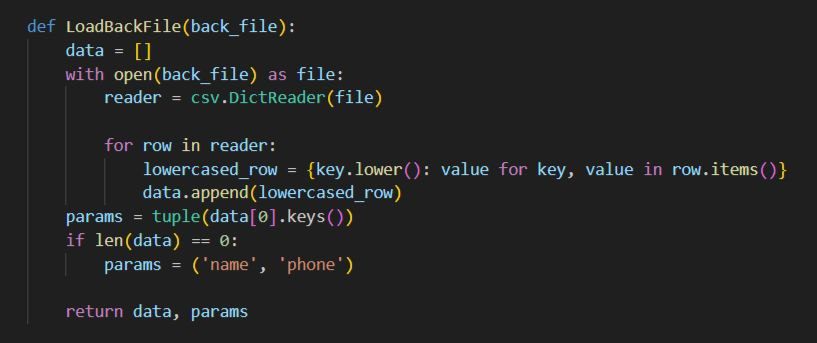 def LoadBackFile(back_file):
    data = []
    with open(back_file) as file:
        reader = csv.DictReader(file)

        for row in reader:
            lowercased_row = {key.lower(): value for key, value in row.items()}
            data.append(lowercased_row)
    params = tuple(data[0].keys())
    if len(data) == 0:
        params = ('name', 'phone')

    return data, params